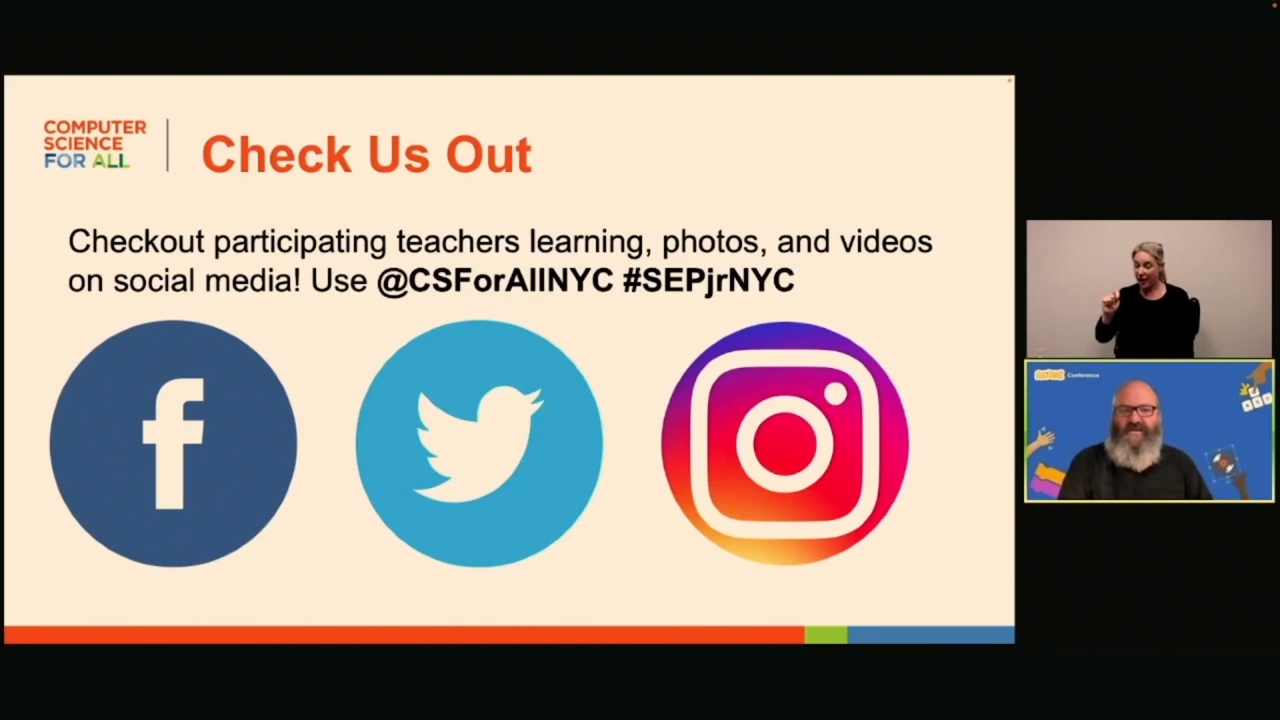 COMPUTER
SCIENCE
FOR ALL
Check Us Out
Checkout participating teachers learning, photos, and videos
on social media! Use @CSForAllNYC #SEPjrNYC
Conference